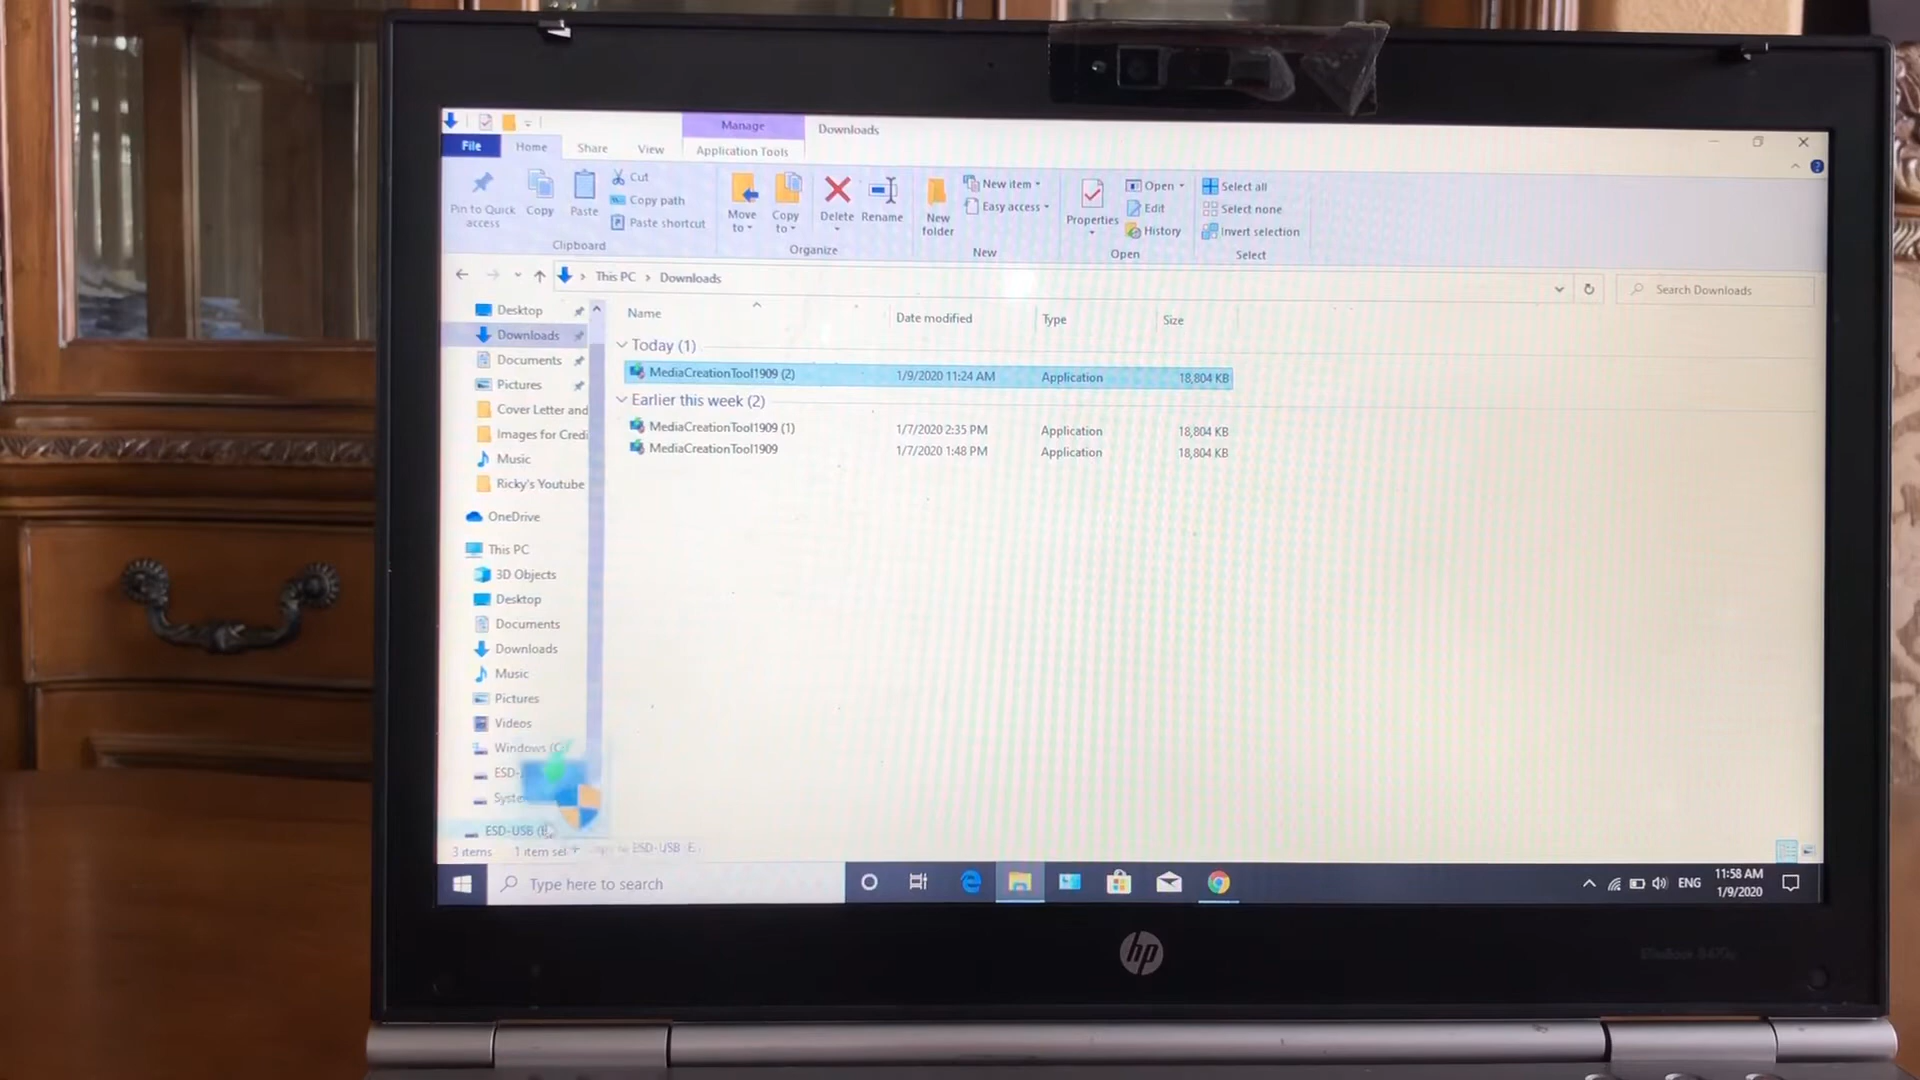 Manage
Downloads
File
Home
Share
View
Application Tools
Pin to Quick access
Copy
Paste
Cut
Copy path
Paste shortcut
Clipboard
Move to
Copy to
Delete
Rename
Organize
New folder
New item
Easy access
New
Properties
Open
Edit
History
Open
Select all
Select none
Invert selection
Select
This PC > Downloads
Search Downloads
Name
Date modified
Type
Size
Today (1)
MediaCreationTool1909 (2) 1/9/2020 11:24 AM Application 18,804 KB
Earlier this week (2)
MediaCreationTool1909 (1) 1/7/2020 2:35 PM Application 18,804 KB
MediaCreationTool1909 1/7/2020 1:48 PM Application 18,804 KB
Desktop
Downloads
Documents
Pictures
Cover Letter and
Images for Credi
Music
Ricky's Youtube
OneDrive
This PC
3D Objects
Desktop
Documents
Downloads
Music
Pictures
Videos
Windows (C:)
ESD-
Syste
ESD-USB (E:
3 items 1 item sel
ESD-USB (E:
Type here to search
ENG
11:58 AM
1/9/2020
hp